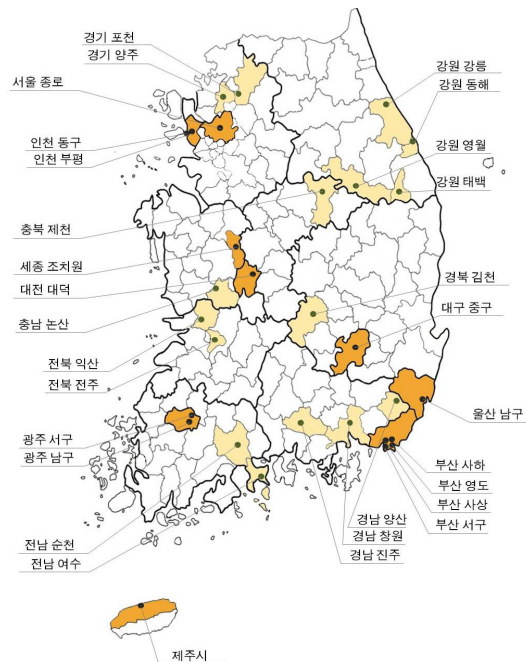 경기 포천
경기 양주
서울 종로
인천 동구
인천 부평
충북 제천
세종 조치원
대전 대덕
충남 논산
전북 익산
전북 전주
광주 서구
광주 남구
전남 순천
전남 여수
제주시
강원 강릉
강원 동해
강원 영월
강원 태백
경북 김천
대구 중구
울산 남구
부산 사하
부산 영도
부산 사상
부산 서구
경남 양산
경남 창원
경남 진주